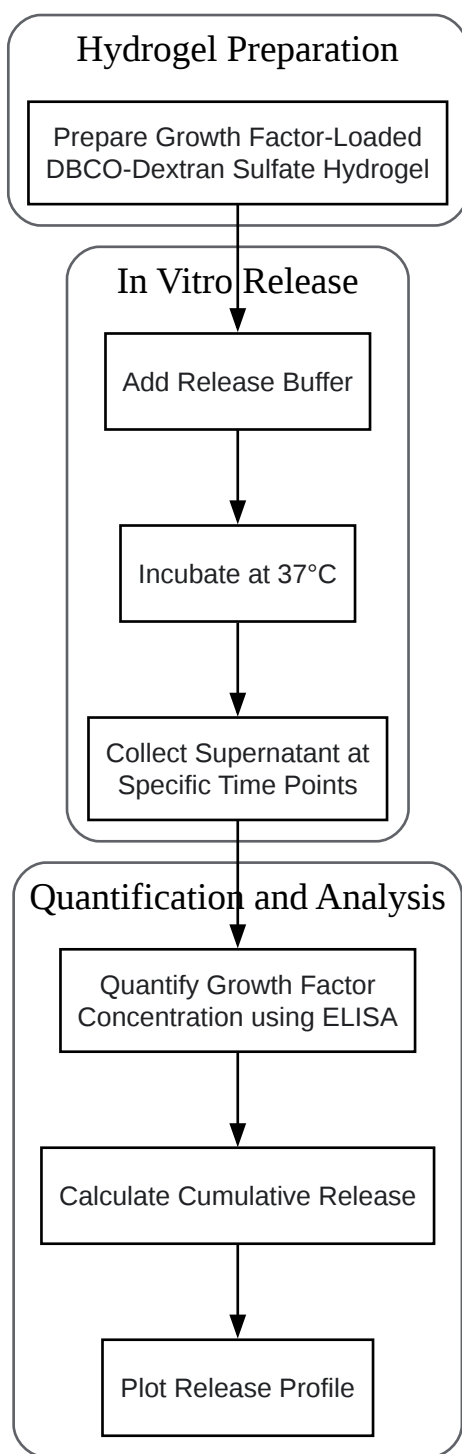 Hydrogel Preparation
Prepare Growth Factor-Loaded
DBCO-Dextran Sulfate Hydrogel
In Vitro Release
Add Release Buffer
Incubate at 37°C
Collect Supernatant at
Specific Time Points
Quantification and Analysis
Quantify Growth Factor
Concentration using ELISA
Calculate Cumulative Release
Plot Release Profile